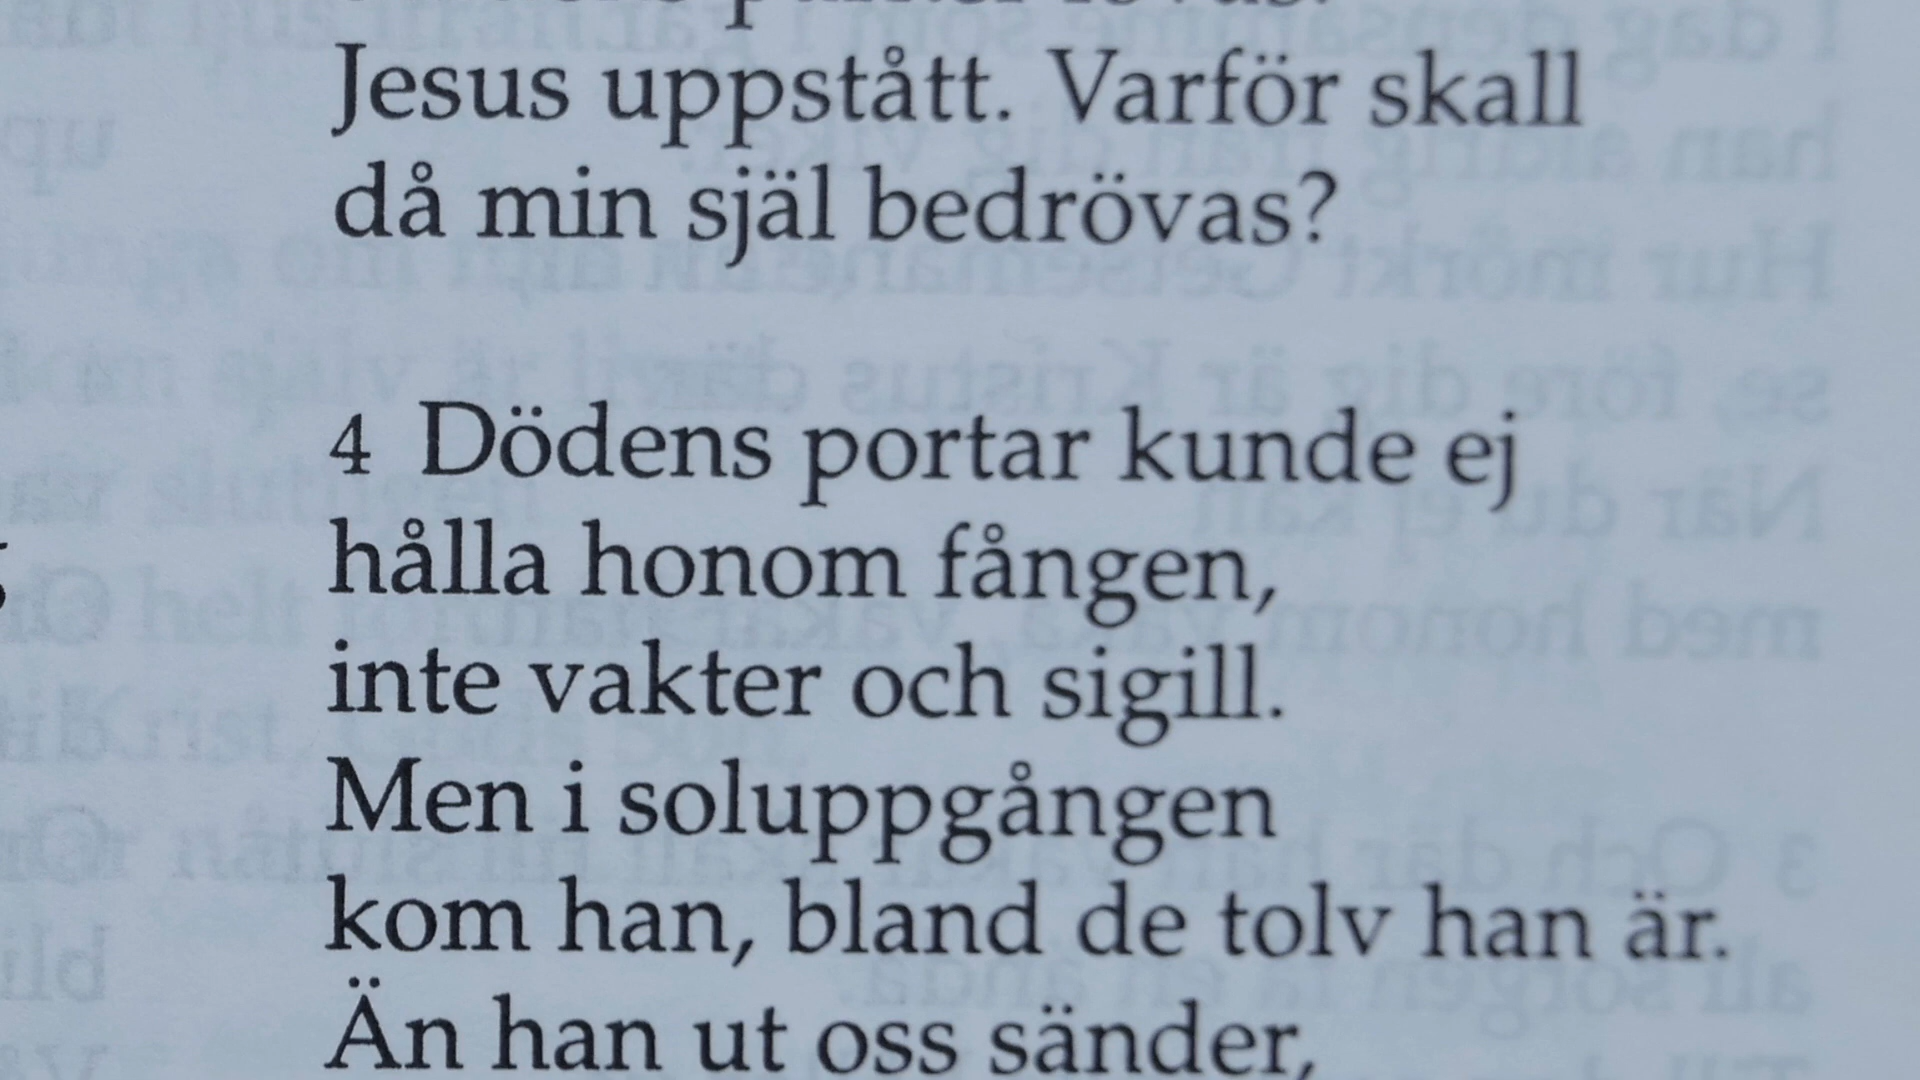 Jesus uppstått. Varför skall
då min själ bedrövas?
4 Dödens portar kunde ej
hålla honom fången,
inte vakter och sigill.
Men i soluppgången
kom han, bland de tolv han är.
Än han ut oss sänder,